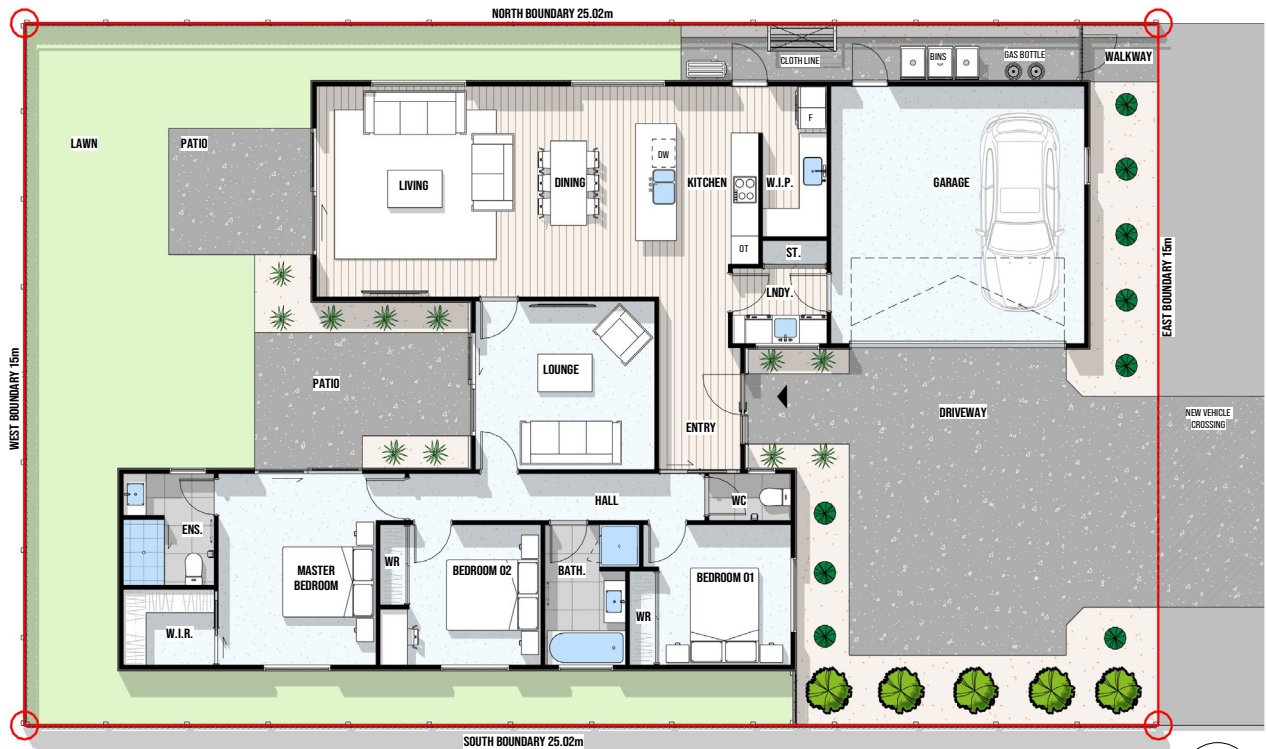 NORTH BOUNDARY 25.02m
CLOTH LINE
BINS
GAS BOTTLE
WALKWAY
LAWN
PATIO
F
LIVING
DINING
DW
KITCHEN
W.I.P.
GARAGE
OT
ST.
LNDY.
EAST BOUNDARY 15m
WEST BOUNDARY 15m
PATIO
LOUNGE
ENTRY
DRIVEWAY
NEW VEHICLE
CROSSING
HALL
WC
ENS.
MASTER
BEDROOM
WR
BEDROOM 02
BATH.
BEDROOM 01
WR
W.I.R.
SOUTH BOUNDARY 25.02m